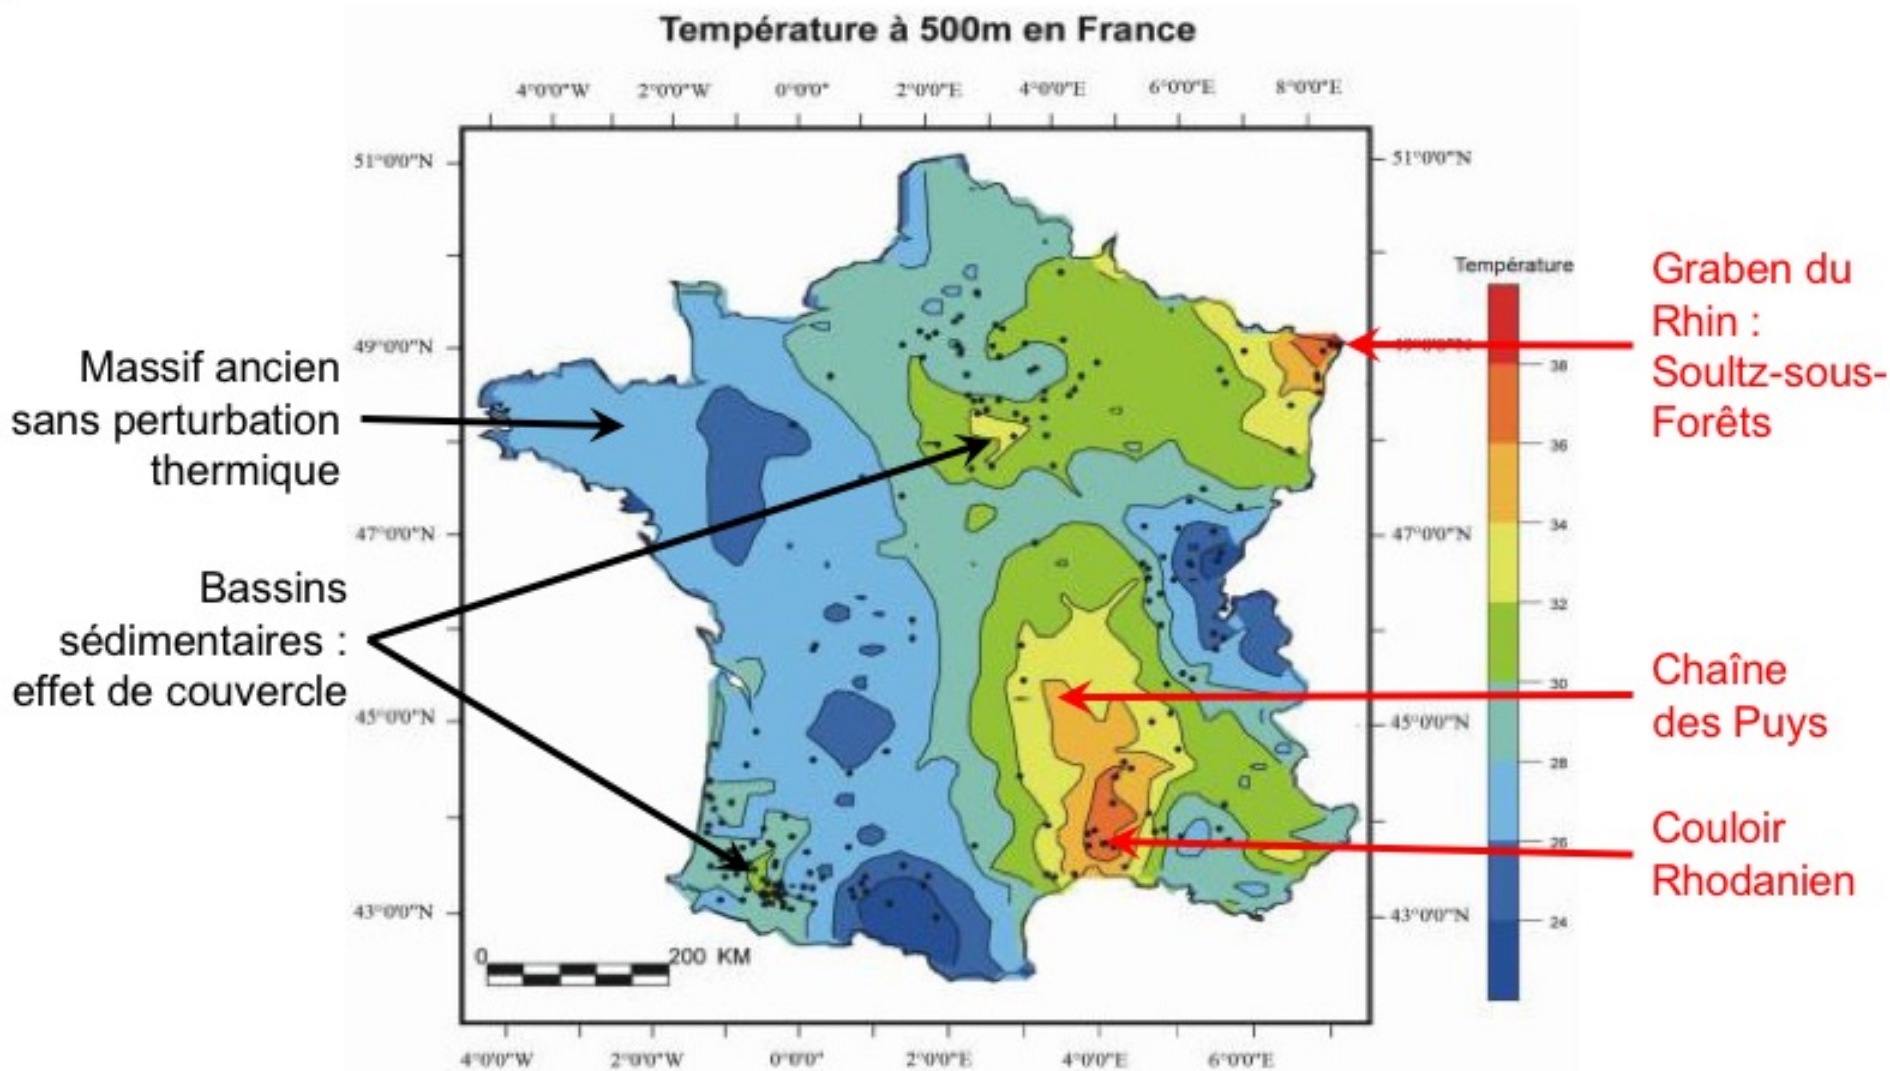 Température à 500m en France
4°0'0"W 2°0'0"W 0°0'0" 2°0'0"E 4°0'0"E 6°0'0"E 8°0'0"E
51°0'0"N
49°0'0"N
47°0'0"N
45°0'0"N
43°0'0"N
51°0'0"N
47°0'0"N
45°0'0"N
43°0'0"N
4°0'0"W 2°0'0"W 0°0'0" 2°0'0"E 4°0'0"E 6°0'0"E
0 200 KM
Massif ancien
sans perturbation
thermique
Bassins
sédimentaires :
effet de couvercle
Température
38
36
34
32
30
28
26
24
Graben du
Rhin :
Soultz-sous-
Forêts
Chaîne
des Puys
Couloir
Rhodanien